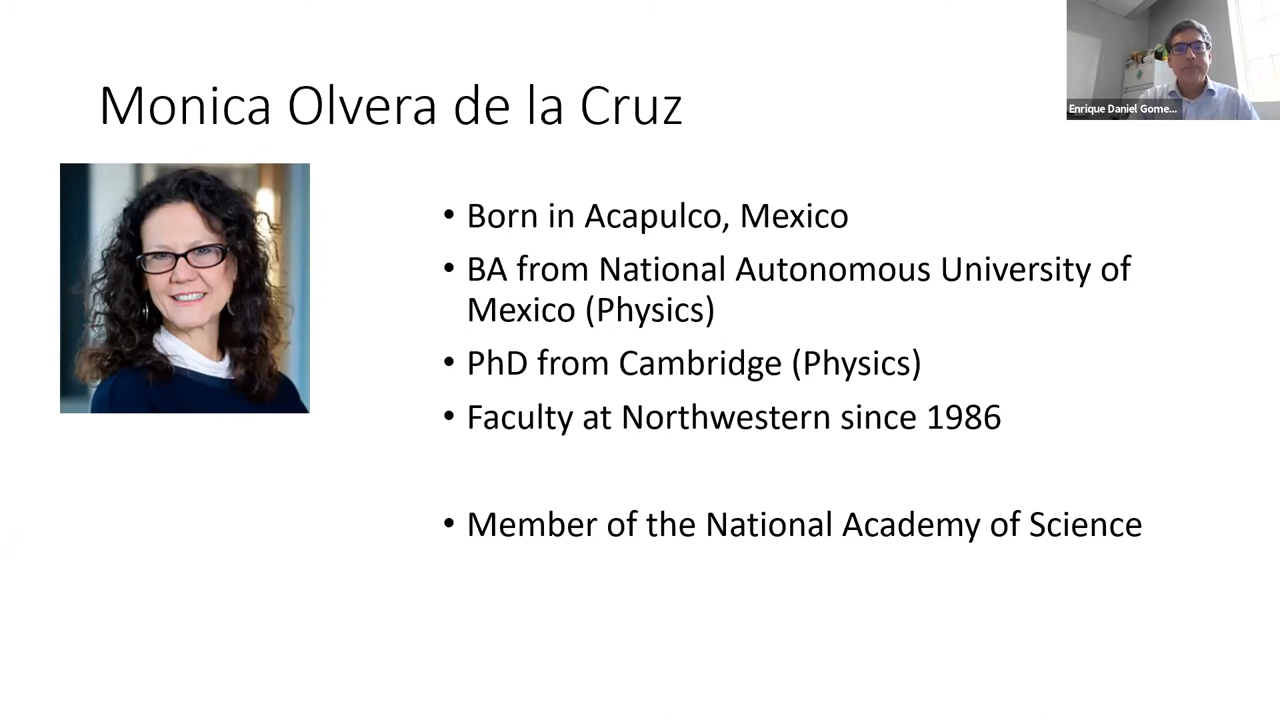 Monica Olvera de la Cruz
Enrique Daniel Gome...
• Born in Acapulco, Mexico
• BA from National Autonomous University of
Mexico (Physics)
• PhD from Cambridge (Physics)
• Faculty at Northwestern since 1986
• Member of the National Academy of Science